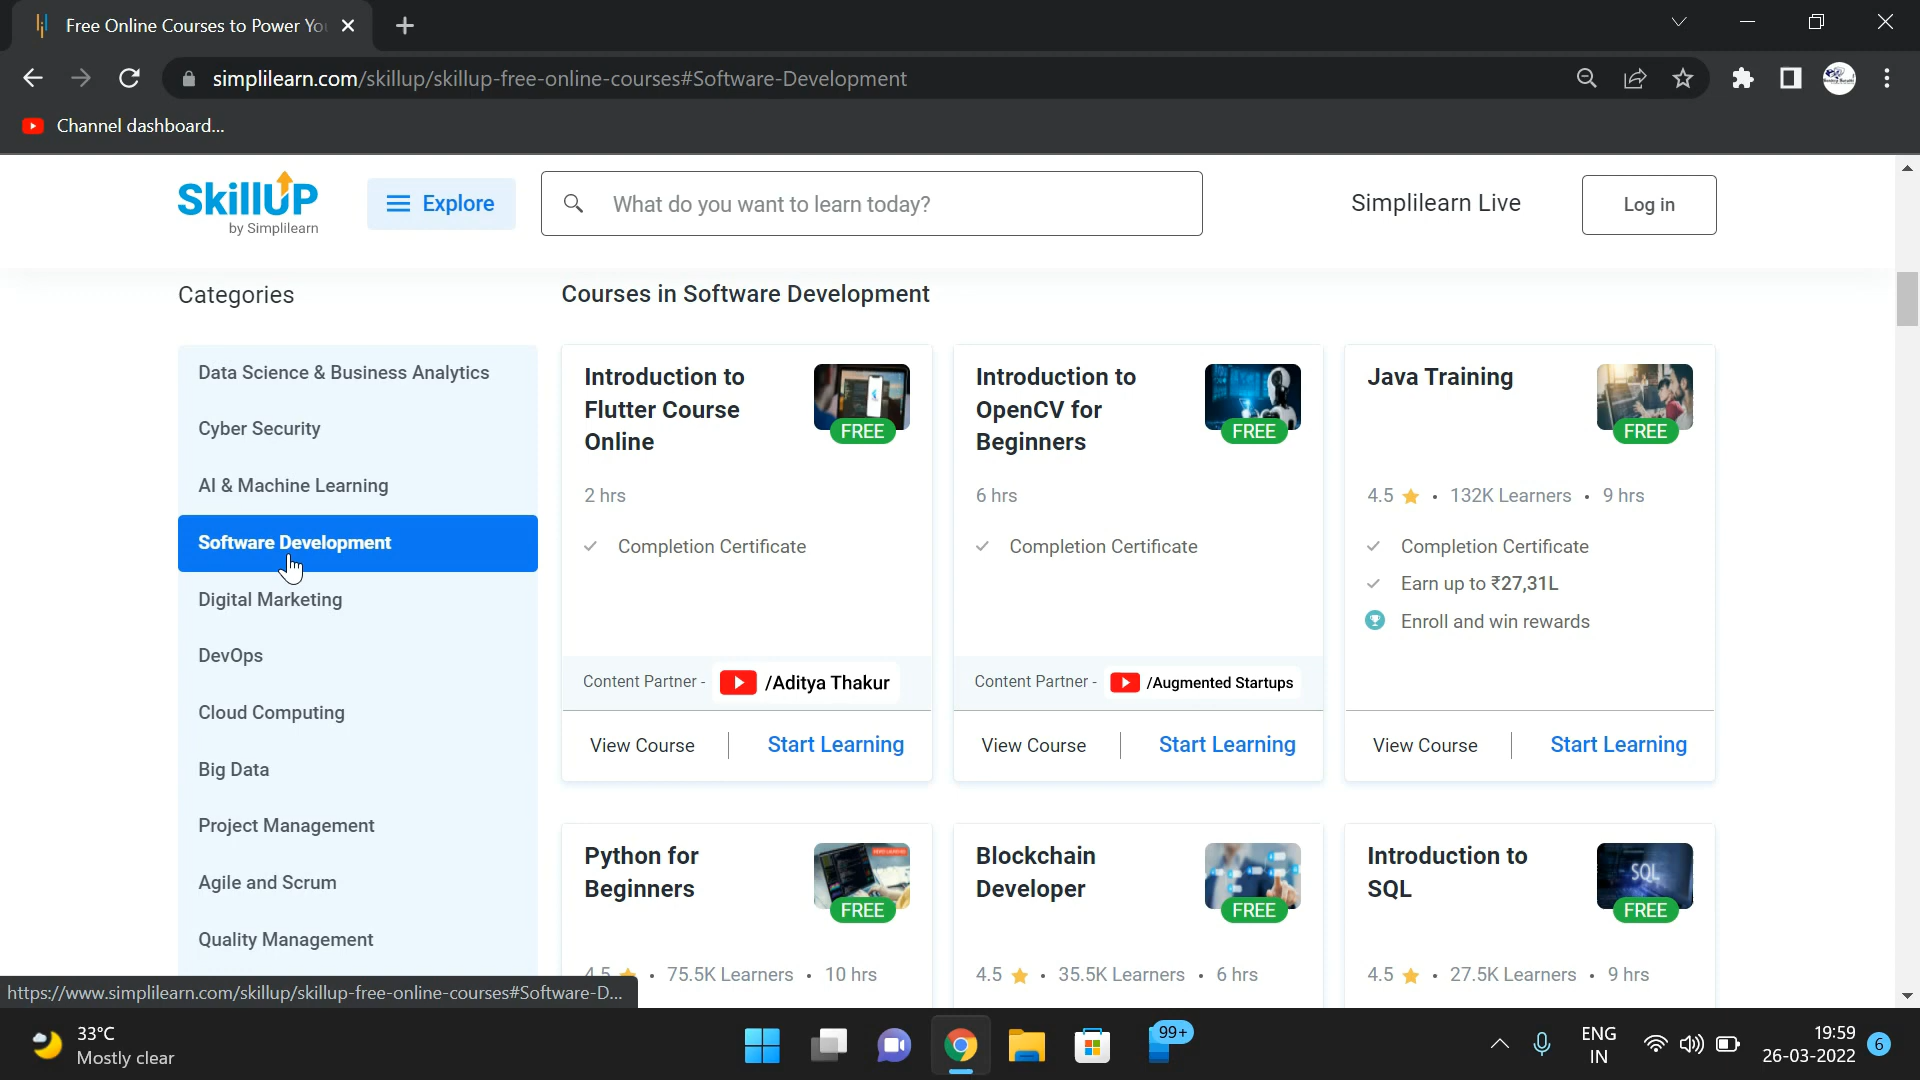 Free Online Courses to Power Yo
simplilearn.com/skillup/skillup-free-online-courses#Software-Development
Channel dashboard...
SkillUP
by Simplilearn
Explore
What do you want to learn today?
Simplilearn Live
Log in
Categories
Data Science & Business Analytics
Cyber Security
AI & Machine Learning
Software Development
Digital Marketing
DevOps
Cloud Computing
Big Data
Project Management
Agile and Scrum
Quality Management
Courses in Software Development
Introduction to
Flutter Course
Online
FREE
2 hrs
Completion Certificate
Content Partner - /Aditya Thakur
View Course Start Learning
Introduction to
OpenCV for
Beginners
FREE
6 hrs
Completion Certificate
Content Partner - /Augmented Startups
View Course Start Learning
Java Training
FREE
4.5 • 132K Learners • 9 hrs
Completion Certificate
Earn up to ₹27,31L
Enroll and win rewards
View Course Start Learning
Python for
Beginners
FREE
4.5 • 75.5K Learners • 10 hrs
Blockchain
Developer
FREE
4.5 • 35.5K Learners • 6 hrs
Introduction to
SQL
SQL
FREE
4.5 • 27.5K Learners • 9 hrs
https://www.simplilearn.com/skillup/skillup-free-online-courses#Software-D...
33°C
Mostly clear
99+
ENG
IN
19:59
26-03-2022
6